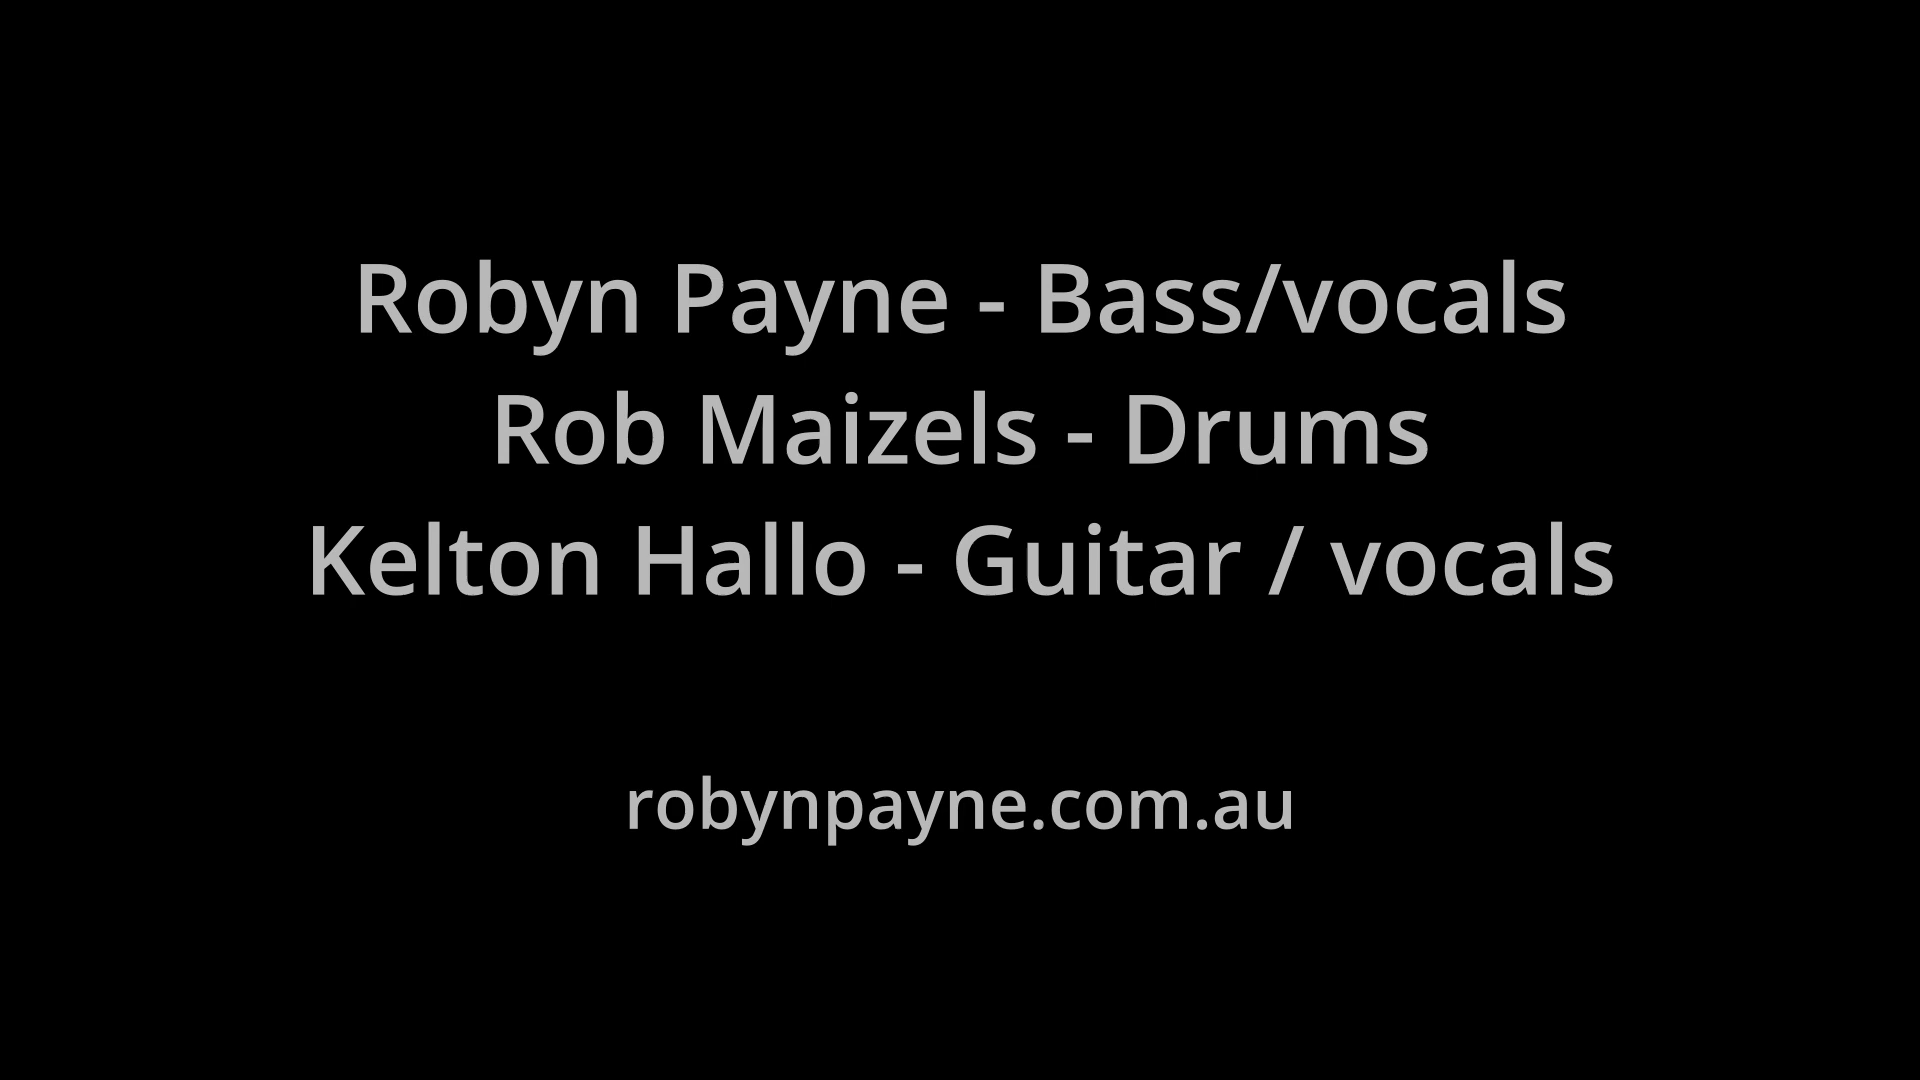 Robyn Payne - Bass/vocals
Rob Maizels - Drums
Kelton Hallo - Guitar / vocals
robynpayne.com.au